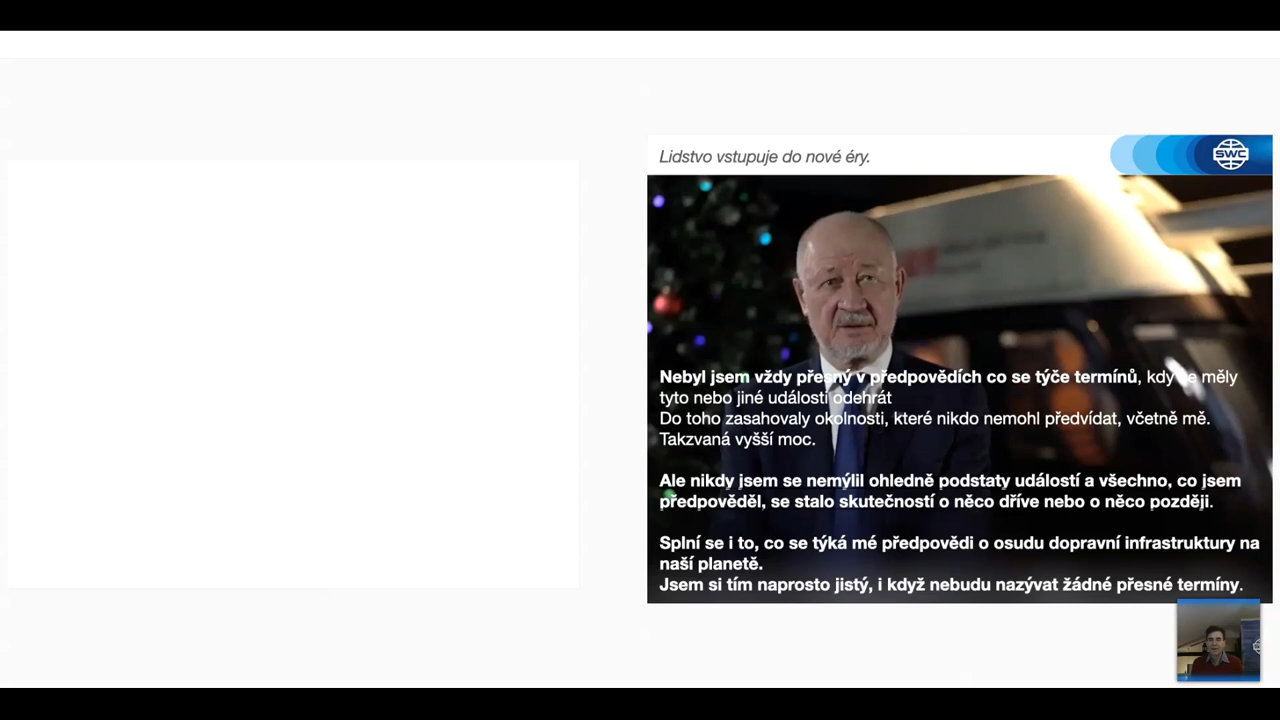 Lidstvo vstupuje do nové éry.
SWC
Nebyl jsem vždy přesný v předpovědích co se týče termínů, kdy se měly
tyto nebo jiné události odehrát
Do toho zasahovaly okolnosti, které nikdo nemohl předvídat, včetně mě.
Takzvaná vyšší moc.
Ale nikdy jsem se nemýlil ohledně podstaty událostí a všechno, co jsem
předpověděl, se stalo skutečností o něco dříve nebo o něco později.
Splní se i to, co se týká mé předpovědi o osudu dopravní infrastruktury na
naší planetě.
Jsem si tím naprosto jistý, i když nebudu nazývat žádné přesné termíny.